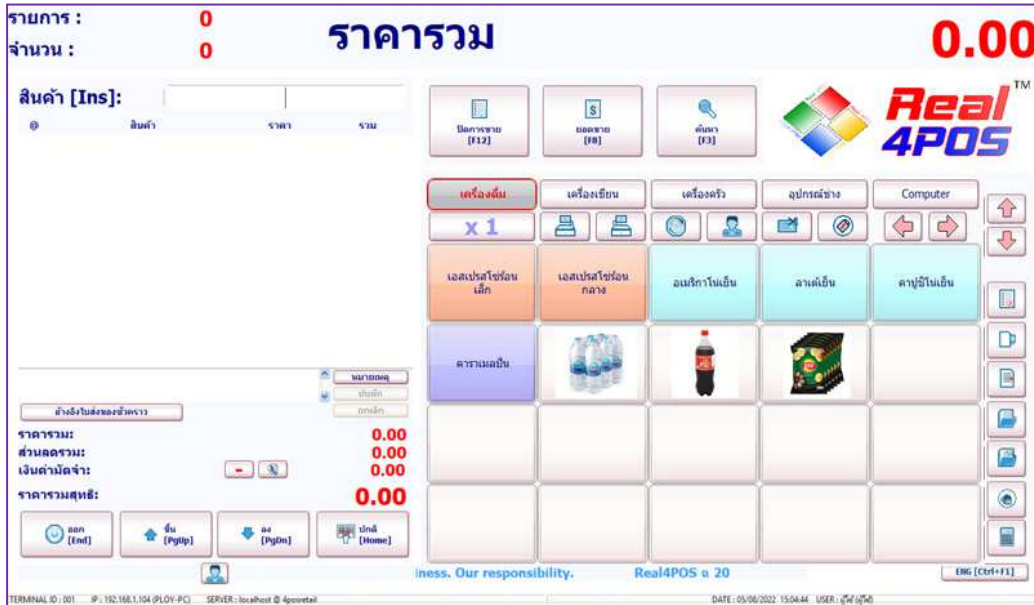 รายการ : 0
จำนวน : 0
ราคารวม
0.00
สินค้า [Ins]:
@ สินค้า ราคา รวม
ปิดการขาย [F12]
ยอดขาย [F8]
ค้นหา [F3]
Real 4POS TM
เครื่องดื่ม เครื่องเขียน เครื่องครัว อุปกรณ์ช่าง Computer
x 1
เอสเปรสโซ่ร้อน เล็ก
เอสเปรสโซ่ร้อน กลาง
อเมริกาโน่เย็น
ลาเต้เย็น
คาปูชิโน่เย็น
คาราเมลปั่น
หมายเหตุ
บันทึก
ยกเลิก
อ้างอิงใบส่งของชั่วคราว
ราคารวม: 0.00
ส่วนลดรวม: 0.00
เงินค่ามัดจำ: 0.00
ราคารวมสุทธิ: 0.00
ออก [End]
ขึ้น [PgUp]
ลง [PgDn]
ปกติ [Home]
iness. Our responsibility. Real4POS ณ 20
ENG [Ctrl+F1]
TERMINAL ID : 001 IP : 192.168.1.104 (PLOY-PC) SERVER : localhost @ 4posretail DATE : 05/08/2022 15:04:44 USER :